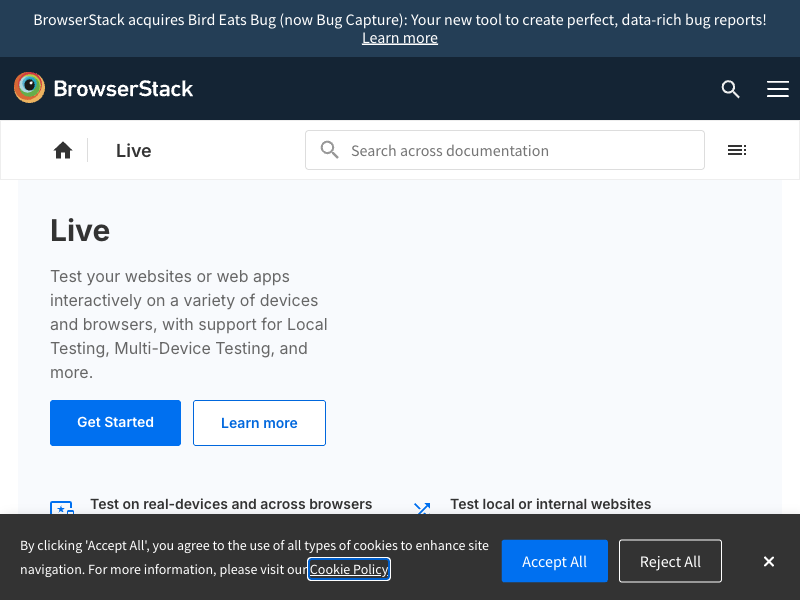 BrowserStack acquires Bird Eats Bug (now Bug Capture): Your new tool to create perfect, data-rich bug reports!
Learn more
BrowserStack
Live
Search across documentation
Live
Test your websites or web apps
interactively on a variety of devices
and browsers, with support for Local
Testing, Multi-Device Testing, and
more.
Get Started
Learn more
Test on real-devices and across browsers
Test local or internal websites
By clicking 'Accept All', you agree to the use of all types of cookies to enhance site
navigation. For more information, please visit our Cookie Policy
Accept All
Reject All